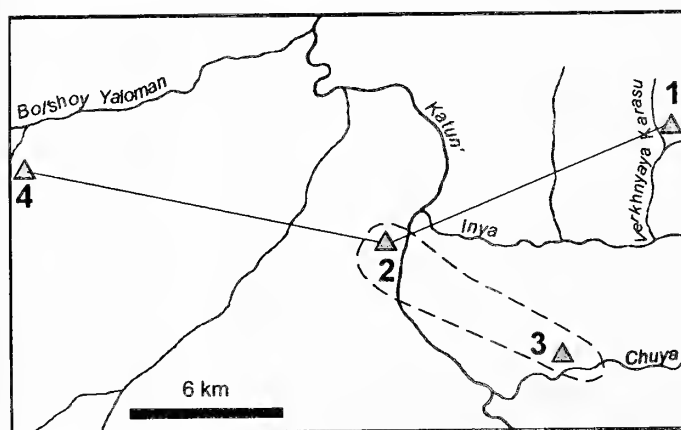 Bol'shoy Yaloman
Katun'
Verkhnyaya Karasu
1
4
Inya
2
3
Chuya
6 km